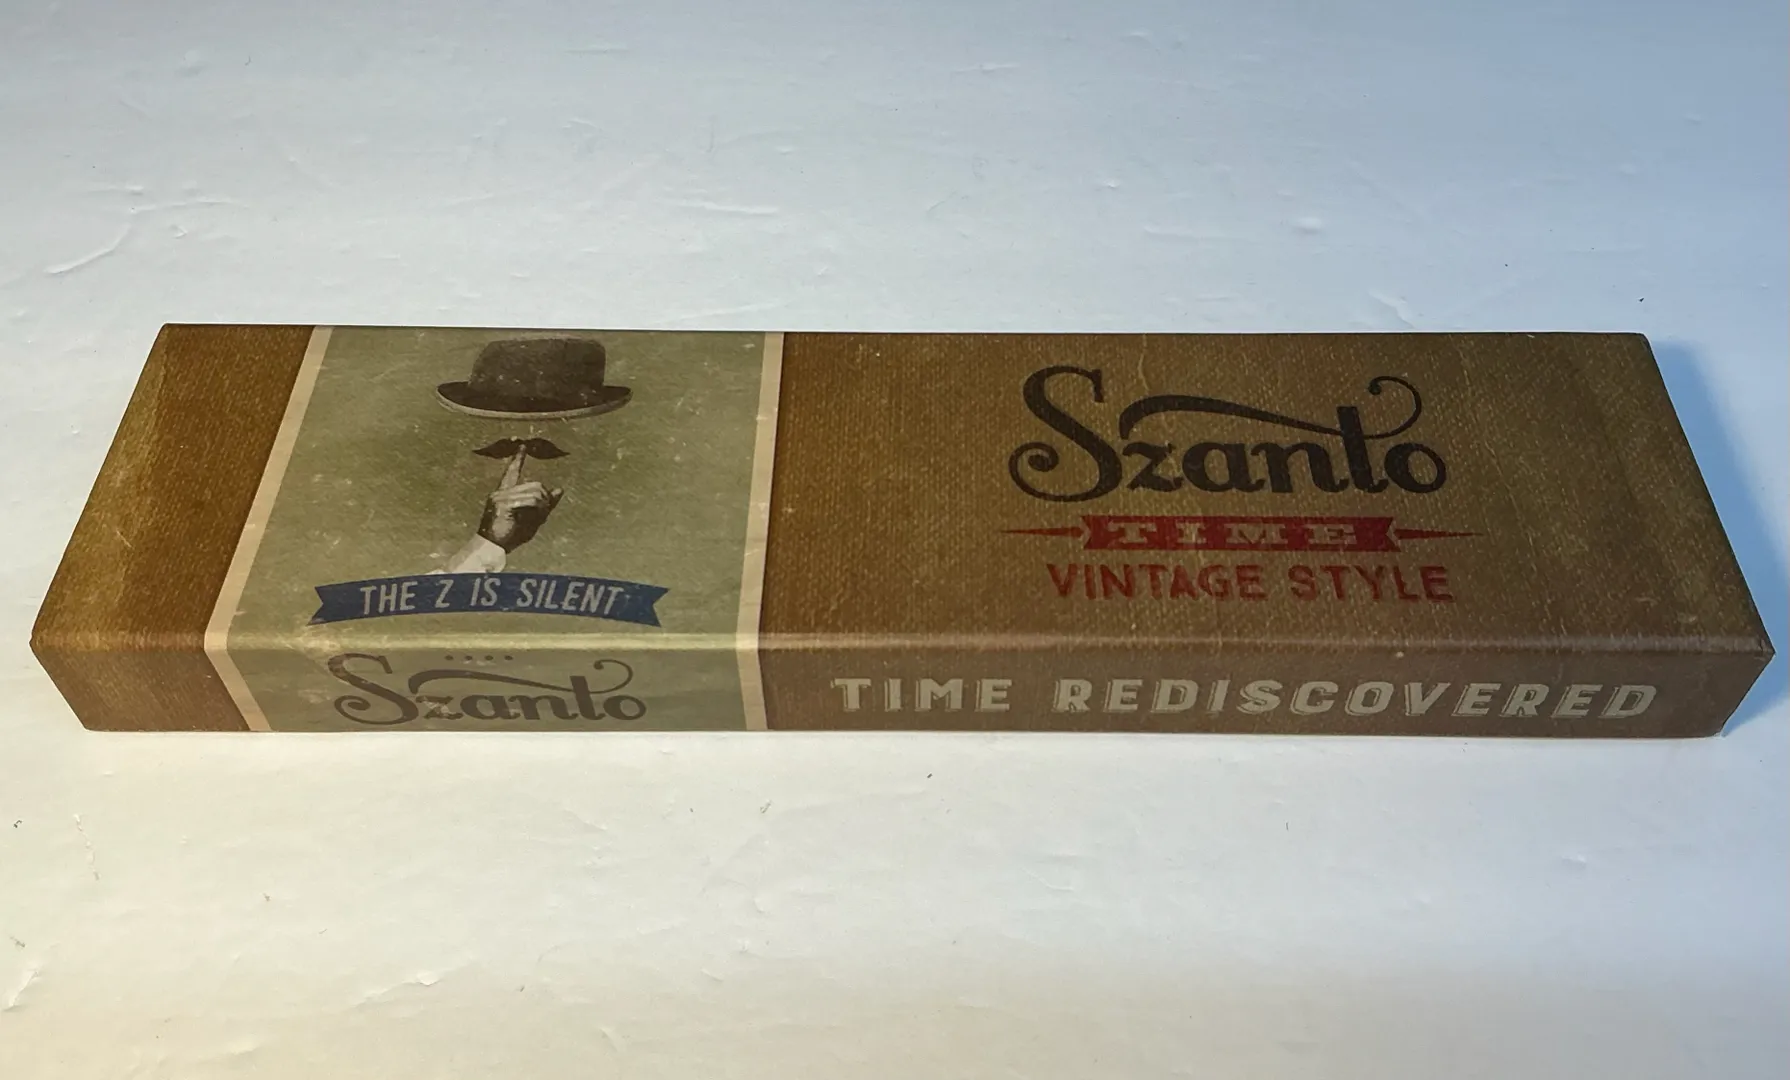 THE Z IS SILENT
Szanto
Szanto
TIME
VINTAGE STYLE
TIME REDISCOVERED